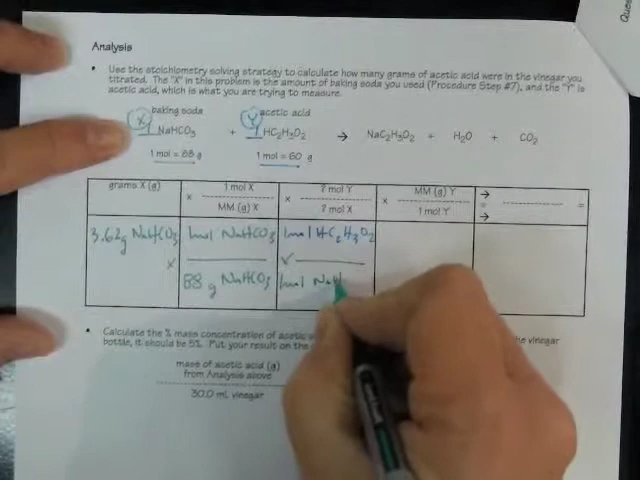 Ques
Analysis
• Use the stoichiometry solving strategy to calculate how many grams of acetic acid were in the vinegar you
titrated. The "X" in this problem is the amount of baking soda you used (Procedure Step #7), and the "Y" is
acetic acid, which is what you are trying to measure.
baking soda acetic acid
X 1 NaHCO3 + Y 1 HC2H3O2 → NaC2H3O2 + H2O + CO2
1 mol = 88 g 1 mol = 60 g
grams X (g) x 1 mol X x ? mol Y x MM (g) Y → =
MM (g) X ? mol X 1 mol Y = →
3.62g NaHCO3 x 1mol NaHCO3 x 1mol HC2H3O2
88 g NaHCO3 1mol NaH
• Calculate the % mass concentration of acetic vinegar
bottle, it should be 5%. Put your result on the
mass of acetic acid (g)
from Analysis above
30.0 mL vinegar